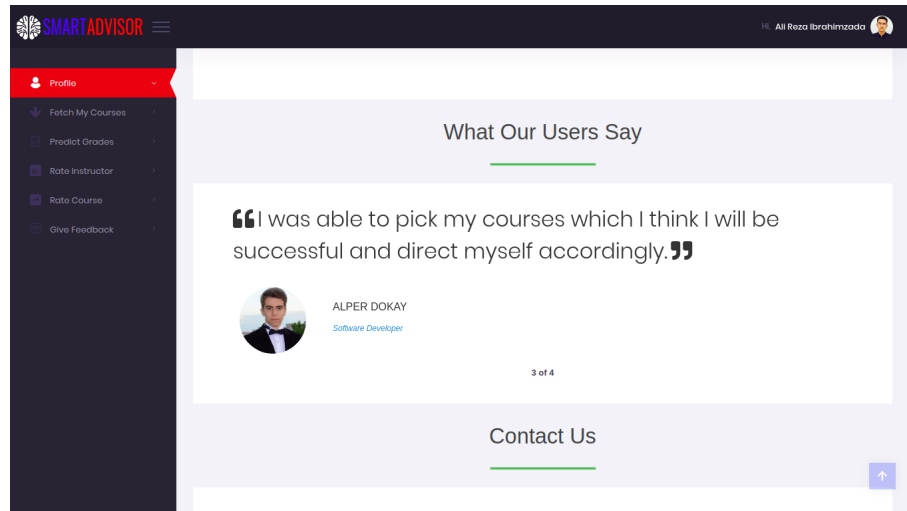 SMARTADVISOR
Hi, Ali Reza Ibrahimzada
Profile
Fetch My Courses
Predict Grades
Rate Instructor
Rate Course
Give Feedback
What Our Users Say
❝I was able to pick my courses which I think I will be
successful and direct myself accordingly.❞
ALPER DOKAY
Software Developer
3 of 4
Contact Us